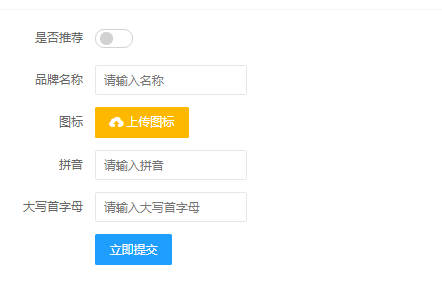 是否推荐
品牌名称 请输入名称
图标 上传图标
拼音 请输入拼音
大写首字母 请输入大写首字母
立即提交